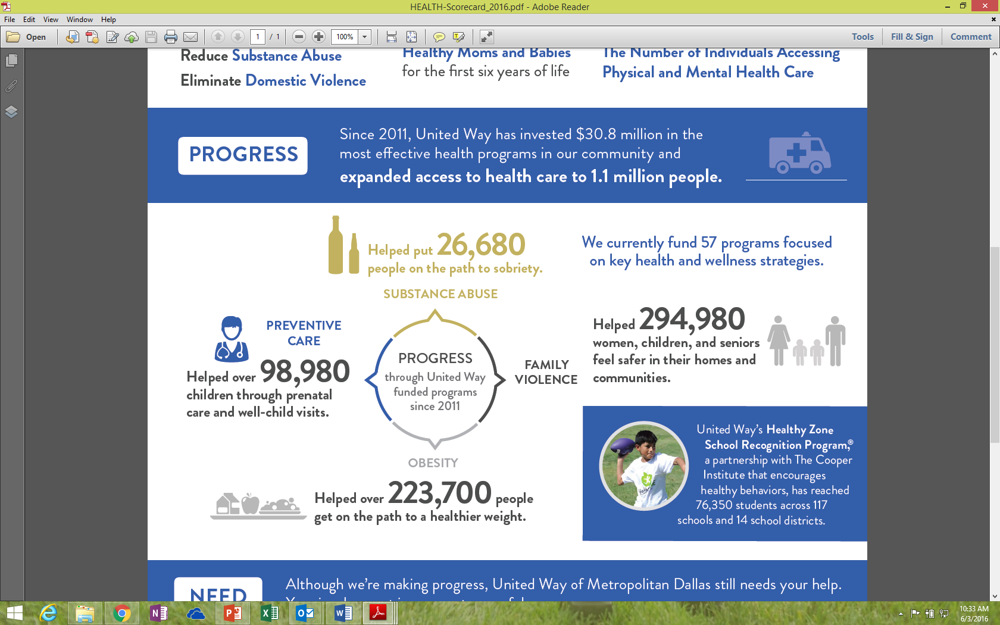 HEALTH-Scorecard_2016.pdf - Adobe Reader
File Edit View Window Help
Open 1 / 1 100% Tools Fill & Sign Comment
Reduce Substance Abuse
Eliminate Domestic Violence
Healthy Moms and Babies
for the first six years of life
The Number of Individuals Accessing
Physical and Mental Health Care
PROGRESS
Since 2011, United Way has invested $30.8 million in the
most effective health programs in our community and
expanded access to health care to 1.1 million people.
Helped put 26,680
people on the path to sobriety.
SUBSTANCE ABUSE
We currently fund 57 programs focused
on key health and wellness strategies.
PREVENTIVE
CARE
Helped over 98,980
children through prenatal
care and well-child visits.
PROGRESS
through United Way
funded programs
since 2011
FAMILY
VIOLENCE
Helped 294,980
women, children, and seniors
feel safer in their homes and
communities.
OBESITY
Helped over 223,700 people
get on the path to a healthier weight.
United Way's Healthy Zone
School Recognition Program,®
a partnership with The Cooper
Institute that encourages
healthy behaviors, has reached
76,350 students across 117
schools and 14 school districts.
NEED
Although we're making progress, United Way of Metropolitan Dallas still needs your help.
10:33 AM
6/3/2016